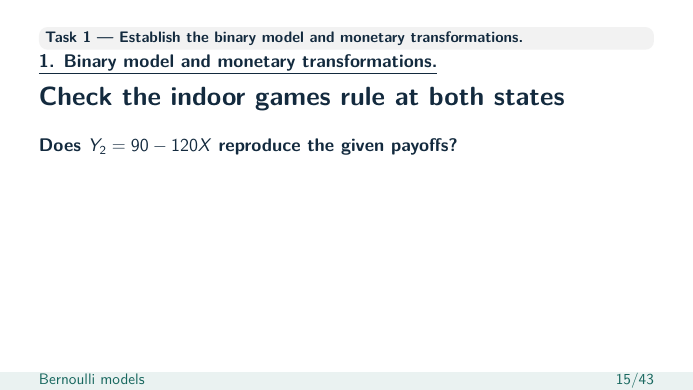 Task 1 — Establish the binary model and monetary transformations.
1. Binary model and monetary transformations.
Check the indoor games rule at both states
Does Y₂ = 90 − 120X reproduce the given payoffs?
Bernoulli models 15/43